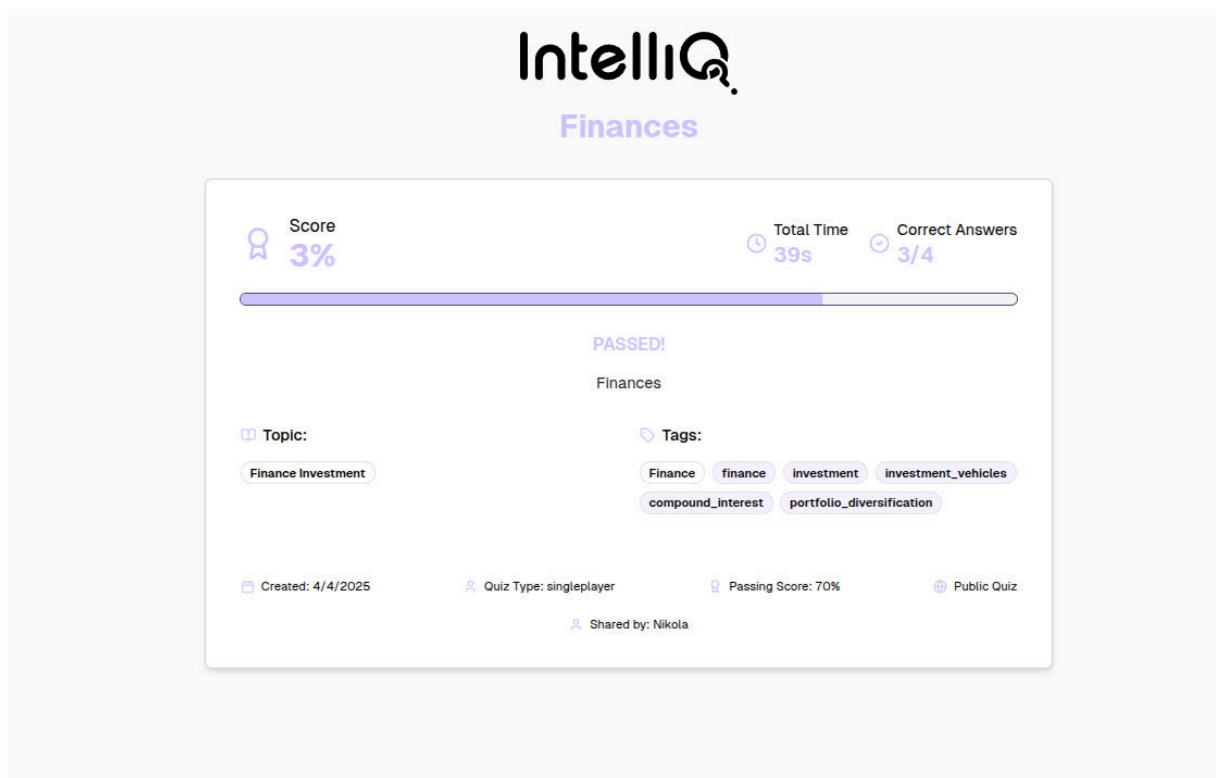 IntelliQ.
Finances
Score
3%
Total Time
39s
Correct Answers
3/4
PASSED!
Finances
Topic:
Finance Investment
Tags:
Finance finance investment investment_vehicles
compound_interest portfolio_diversification
Created: 4/4/2025 Quiz Type: singleplayer Passing Score: 70% Public Quiz
Shared by: Nikola